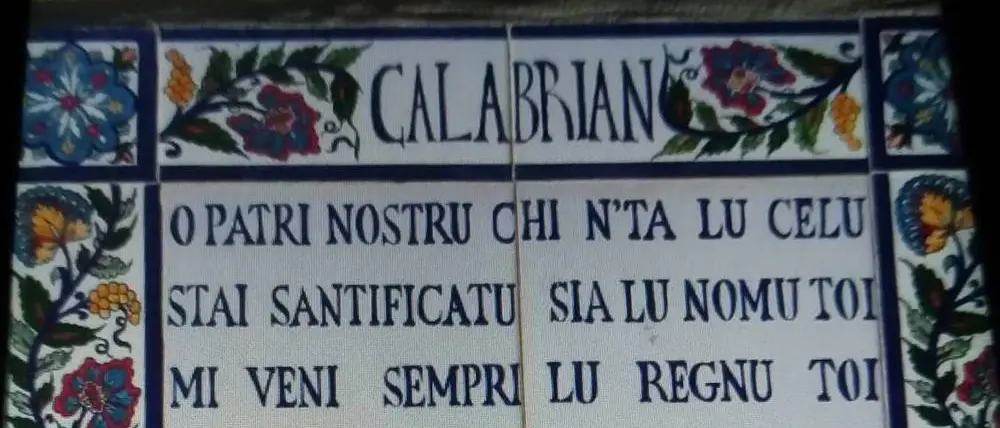 CALABRIAN
O PATRI NOSTRU CHI N'TA LU CELU
STAI SANTIFICATU SIA LU NOMU TOI
MI VENI SEMPRI LU REGNU TOI